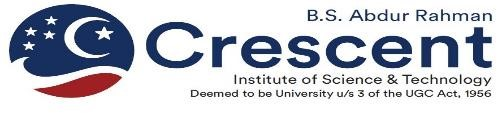 B.S. Abdur Rahman
Crescent
Institute of Science & Technology
Deemed to be University u/s 3 of the UGC Act, 1956